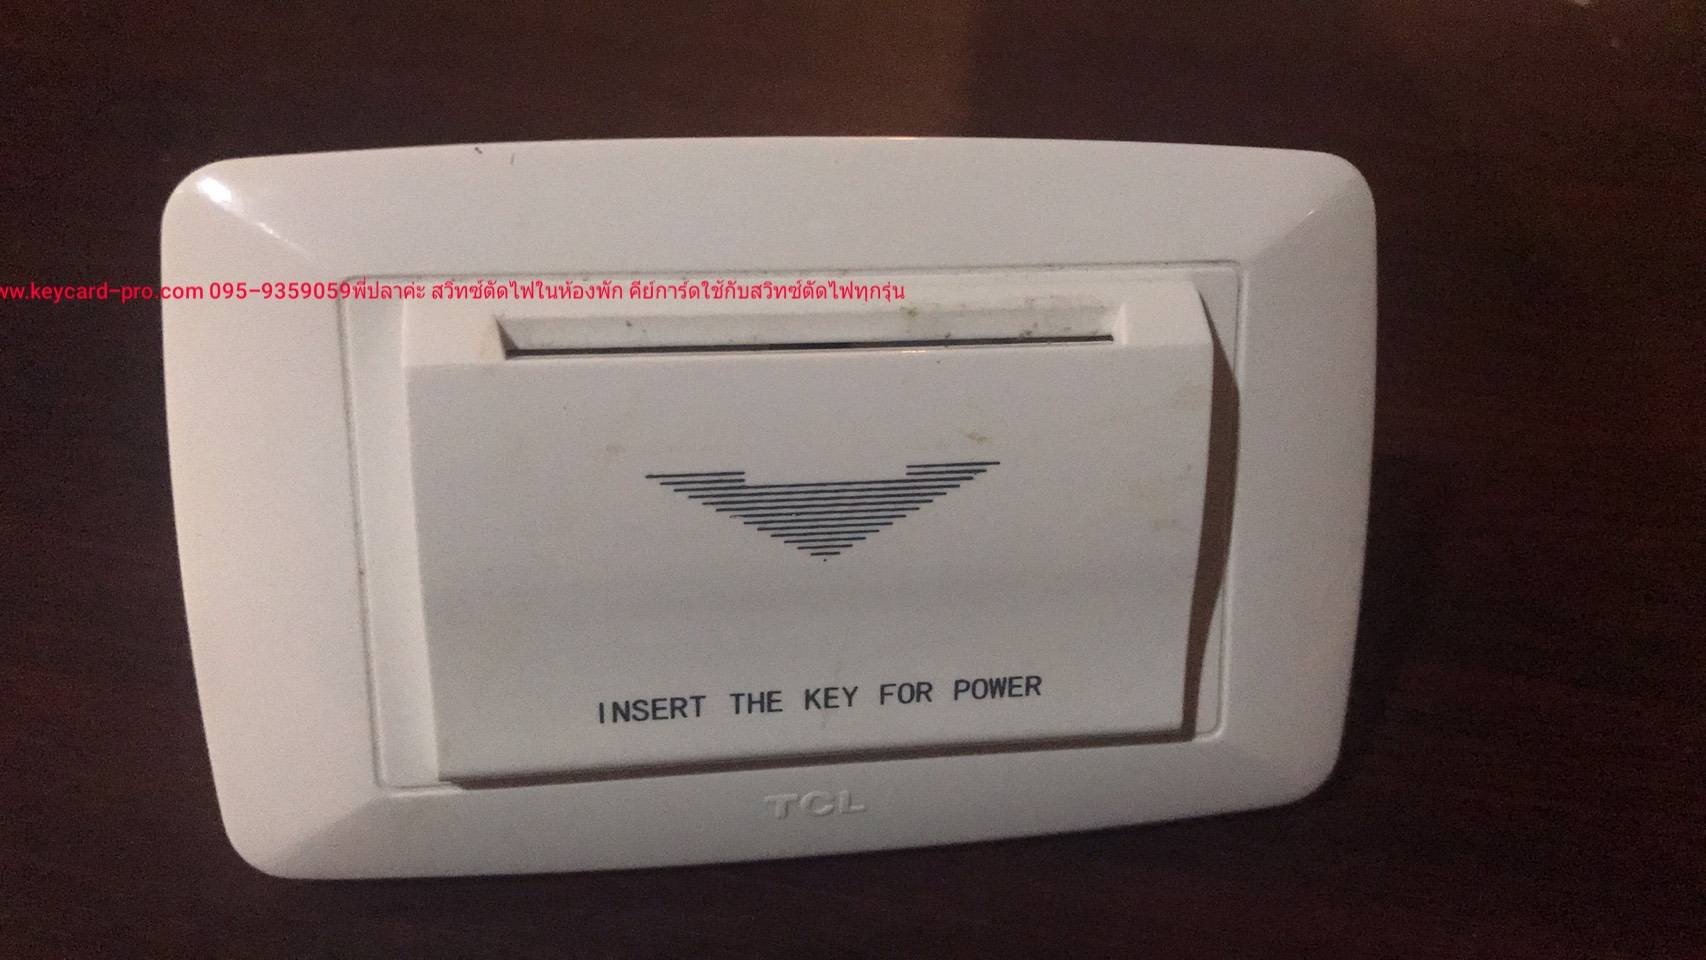 ww.keycard-pro.com 095-9359059พี่ปลาค่ะ สวิทซ์ตัดไฟในห้องพัก คีย์การ์ดใช้กับสวิทซ์ตัดไฟทุกรุ่น
INSERT THE KEY FOR POWER
TCL